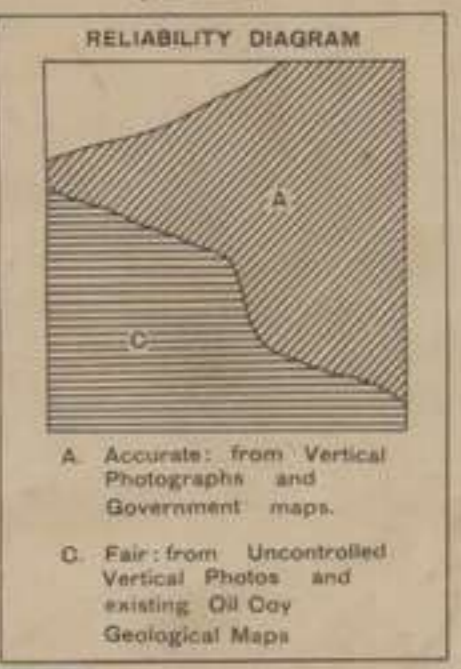 RELIABILITY DIAGRAM
A
C
A. Accurate: from Vertical
Photographs and
Government maps.
C. Fair: from Uncontrolled
Vertical Photos and
existing Oil Coy
Geological Maps